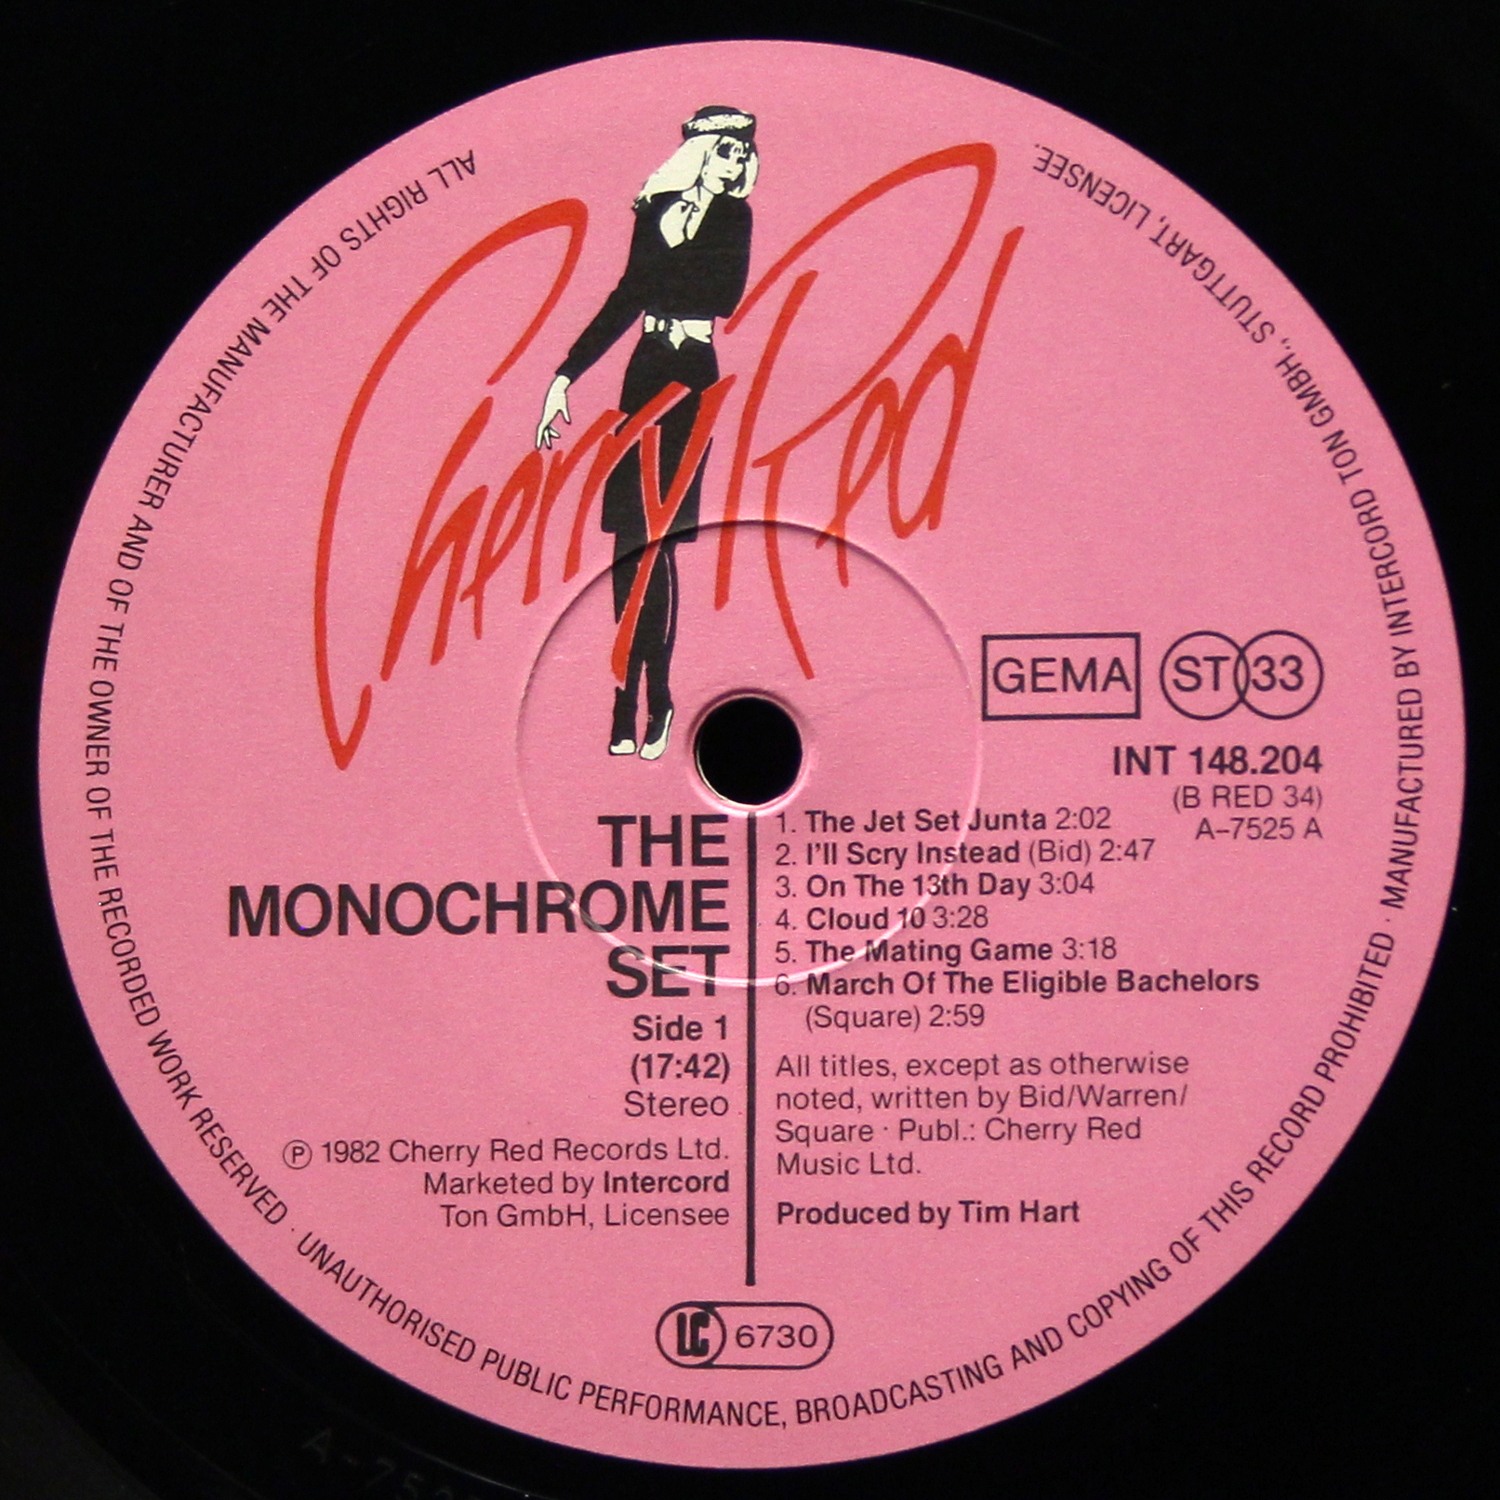 Cherry Red
GEMA ST 33
INT 148.204
(B RED 34)
A-7525 A
THE
MONOCHROME
SET
Side 1
(17:42)
Stereo
Ⓟ 1982 Cherry Red Records Ltd.
Marketed by Intercord
Ton GmbH, Licensee
1. The Jet Set Junta 2:02
2. I'll Scry Instead (Bid) 2:47
3. On The 13th Day 3:04
4. Cloud 10 3:28
5. The Mating Game 3:18
6. March Of The Eligible Bachelors
(Square) 2:59
All titles, except as otherwise
noted, written by Bid/Warren/
Square · Publ.: Cherry Red
Music Ltd.
Produced by Tim Hart
LC 6730
ALL RIGHTS OF THE MANUFACTURER AND OF THE OWNER OF THE RECORDED WORK RESERVED · UNAUTHORISED PUBLIC PERFORMANCE, BROADCASTING AND COPYING OF THIS RECORD PROHIBITED · MANUFACTURED BY INTERCORD TON GMBH., STUTTGART, LICENSEE.